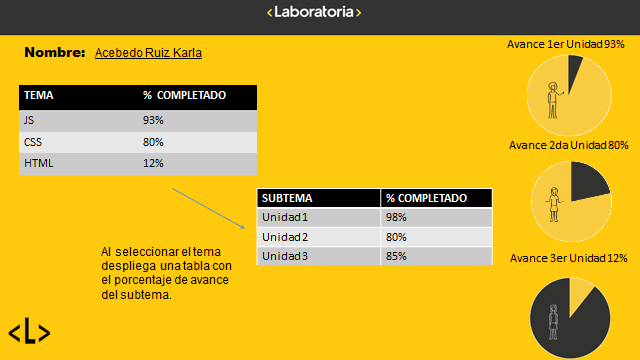 <Laboratoria>
Nombre: Acebedo Ruiz Karla
TEMA % COMPLETADO
JS 93%
CSS 80%
HTML 12%
SUBTEMA % COMPLETADO
Unidad 1 98%
Unidad 2 80%
Unidad 3 85%
Al seleccionar el tema
despliega una tabla con
el porcentaje de avance
del subtema.
Avance 1er Unidad 93%
Avance 2da Unidad 80%
Avance 3er Unidad 12%
<L>